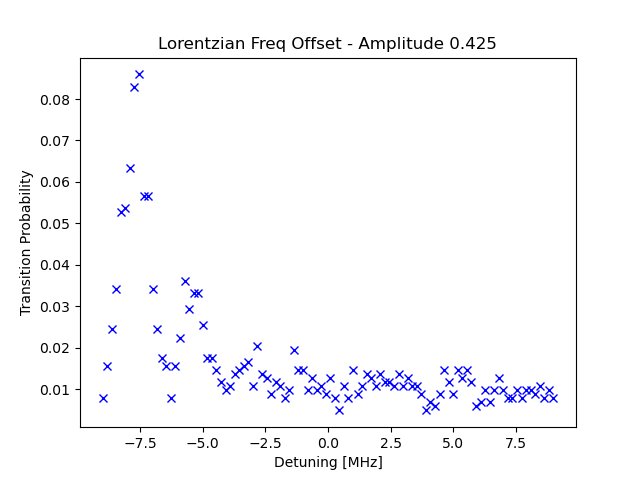 Lorentzian Freq Offset - Amplitude 0.425
Transition Probability
0.08
0.07
0.06
0.05
0.04
0.03
0.02
0.01
−7.5 −5.0 −2.5 0.0 2.5 5.0 7.5
Detuning [MHz]